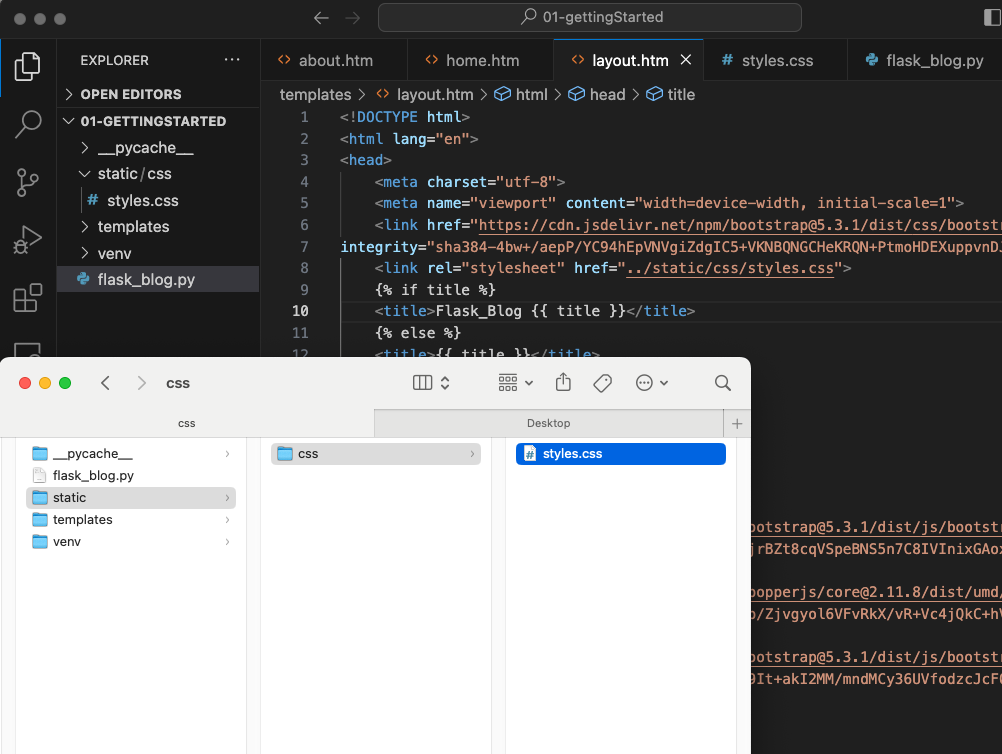 01-gettingStarted
EXPLORER
about.htm
home.htm
layout.htm
# styles.css
flask_blog.py
OPEN EDITORS
templates > layout.htm > html > head > title
01-GETTINGSTARTED
__pycache__
static/css
# styles.css
templates
venv
flask_blog.py
1 <!DOCTYPE html>
2 <html lang="en">
3 <head>
4 <meta charset="utf-8">
5 <meta name="viewport" content="width=device-width, initial-scale=1">
6 <link href="https://cdn.jsdelivr.net/npm/bootstrap@5.3.1/dist/css/bootst
7 integrity="sha384-4bw+/aepP/YC94hEpVNVgiZdgIC5+VKNBQNGCHeKRQN+PtmoHDEXuppvnDJ
8 <link rel="stylesheet" href="../static/css/styles.css">
9 {% if title %}
10 <title>Flask_Blog {{ title }}</title>
11 {% else %}
12 <title>{{ title }}</title>
css
css
Desktop
__pycache__
flask_blog.py
static
templates
venv
css
# styles.css
ootstrap@5.3.1/dist/js/bootst
jrBZt8cqVSpeBNS5n7C8IVInixGAo
popperjs/core@2.11.8/dist/umd/
/Zjvgyol6VFvRkX/vR+Vc4jQkC+h
ootstrap@5.3.1/dist/js/bootst
9It+akI2MM/mndMCy36UVfodzcJcF